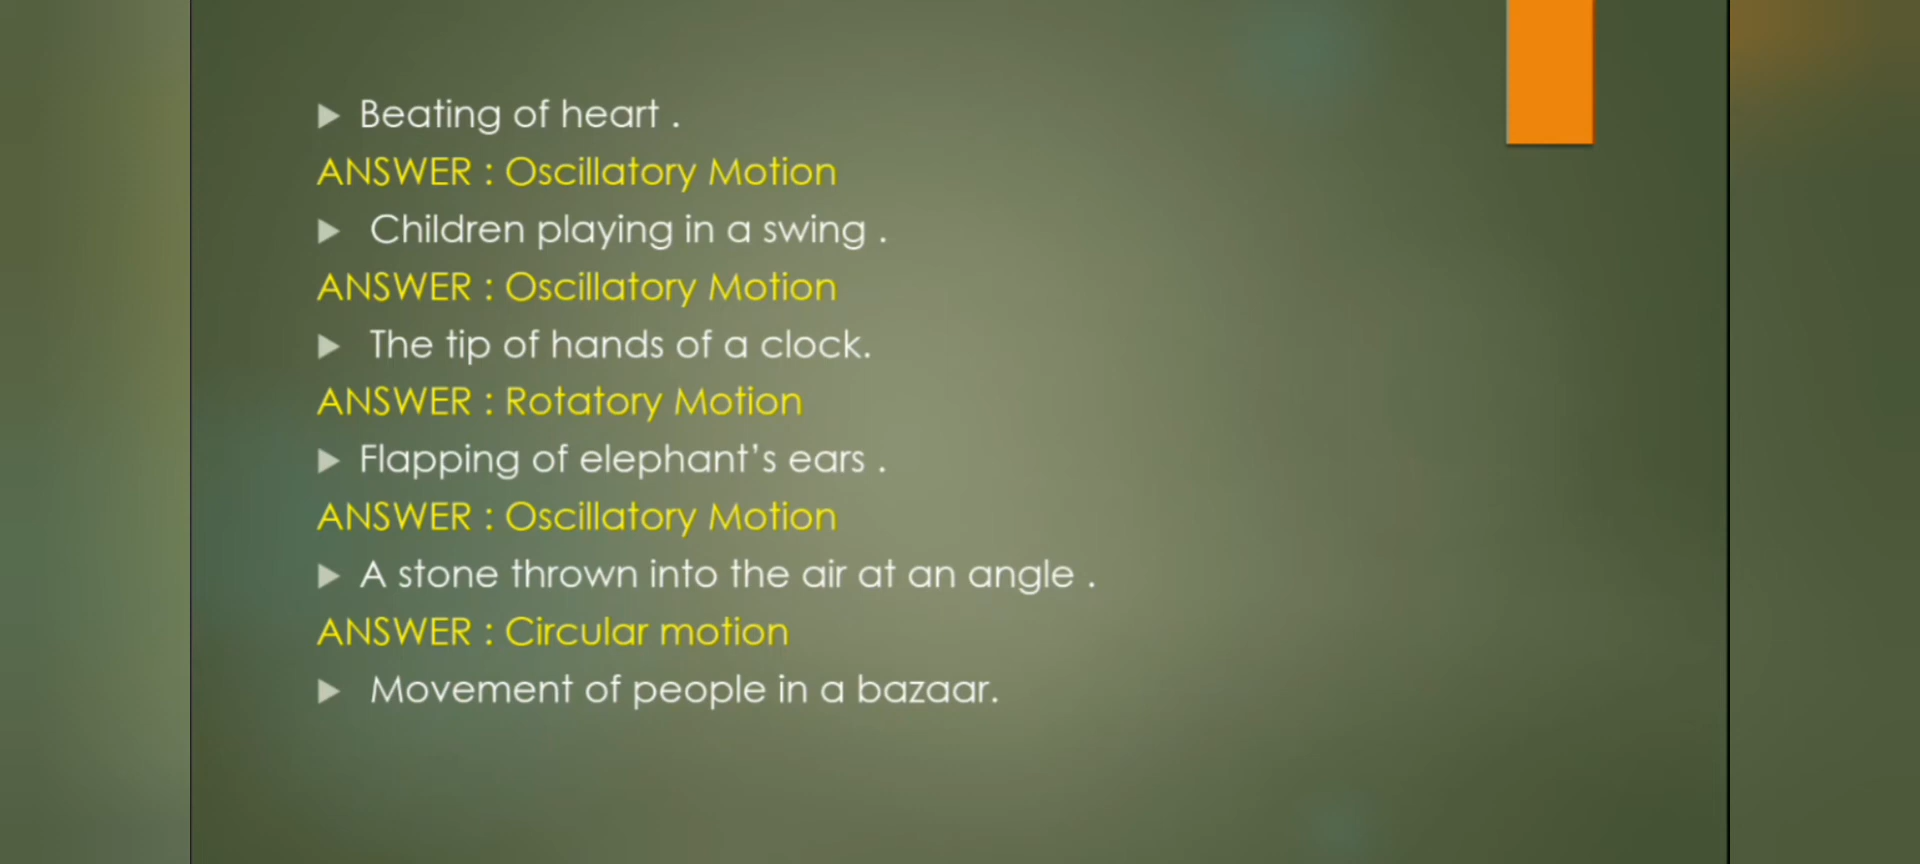 Beating of heart .
ANSWER : Oscillatory Motion
Children playing in a swing .
ANSWER : Oscillatory Motion
The tip of hands of a clock.
ANSWER : Rotatory Motion
Flapping of elephant’s ears .
ANSWER : Oscillatory Motion
A stone thrown into the air at an angle .
ANSWER : Circular motion
Movement of people in a bazaar.